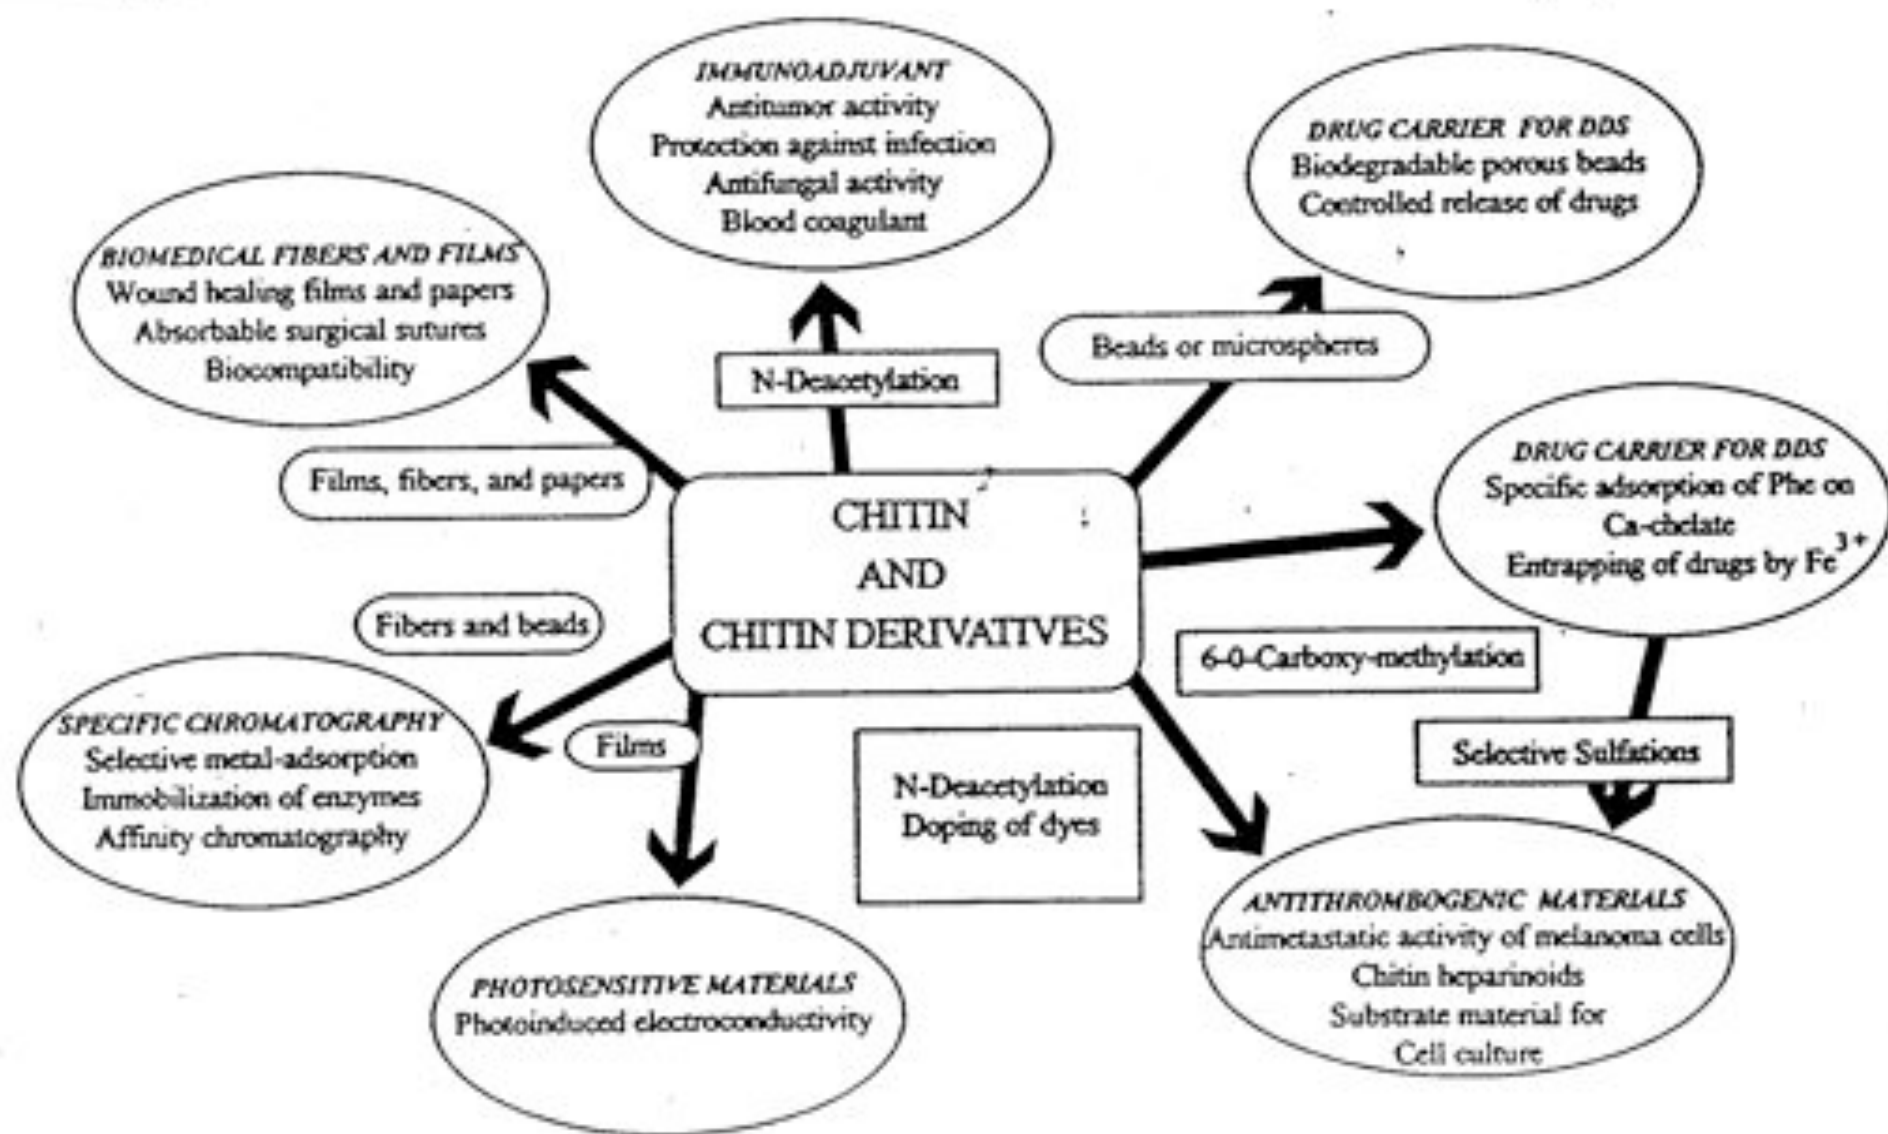 IMMUNOADJUVANT
Antitumor activity
Protection against infection
Antifungal activity
Blood coagulant
DRUG CARRIER FOR DDS
Biodegradable porous beads
Controlled release of drugs
BIOMEDICAL FIBERS AND FILMS
Wound healing films and papers
Absorbable surgical sutures
Biocompatibility
N-Deacetylation
Beads or microspheres
Films, fibers, and papers
DRUG CARRIER FOR DDS
Specific adsorption of Phe on
Ca-chelate
Entrapping of drugs by Fe³⁺
CHITIN
AND
CHITIN DERIVATIVES
Fibers and beads
6-0-Carboxy-methylation
SPECIFIC CHROMATOGRAPHY
Selective metal-adsorption
Immobilization of enzymes
Affinity chromatography
Films
N-Deacetylation
Doping of dyes
Selective Sulfations
PHOTOSENSITIVE MATERIALS
Photoinduced electroconductivity
ANTITHROMBOGENIC MATERIALS
Antimetastatic activity of melanoma cells
Chitin heparinoids
Substrate material for
Cell culture